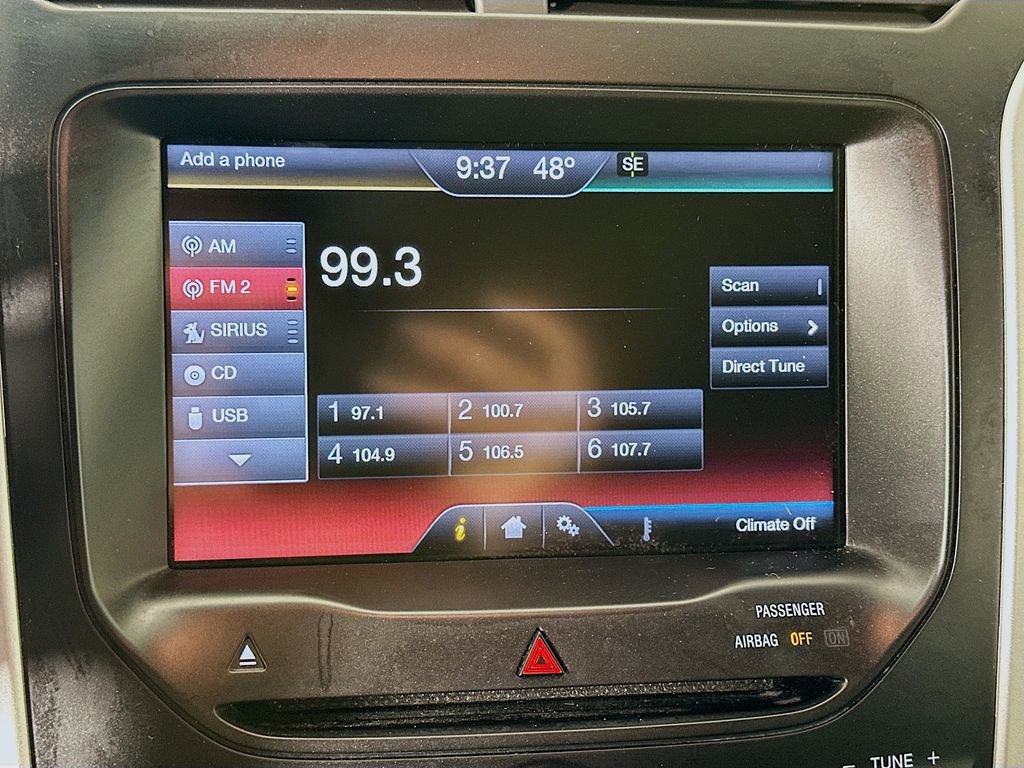 Add a phone
9:37 48° SE
AM
FM 2
SIRIUS
CD
USB
99.3
Scan
Options
Direct Tune
1 97.1 2 100.7 3 105.7
4 104.9 5 106.5 6 107.7
i
Climate Off
PASSENGER
AIRBAG OFF ON
− TUNE +